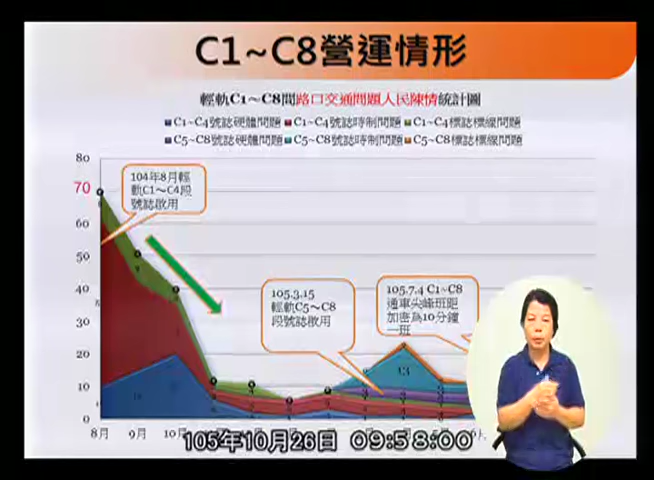 C1~C8營運情形
輕軌C1~C8間路口交通問題人民陳情統計圖
C1~C4號誌硬體問題 C1~C4號誌時制問題 C1~C4標誌標線問題
C5~C8號誌硬體問題 C5~C8號誌時制問題 C5~C8標誌標線問題
80
70
60
50
40
30
20
10
0
104年8月輕
軌C1~C4段
號誌啟用
105.3.15
輕軌C5~C8
段號誌啟用
105.7.4 C1~C8
通車尖峰班距
加密為10分鐘
一班
13
8月 9月 10月
105年10月26日 09:58:00